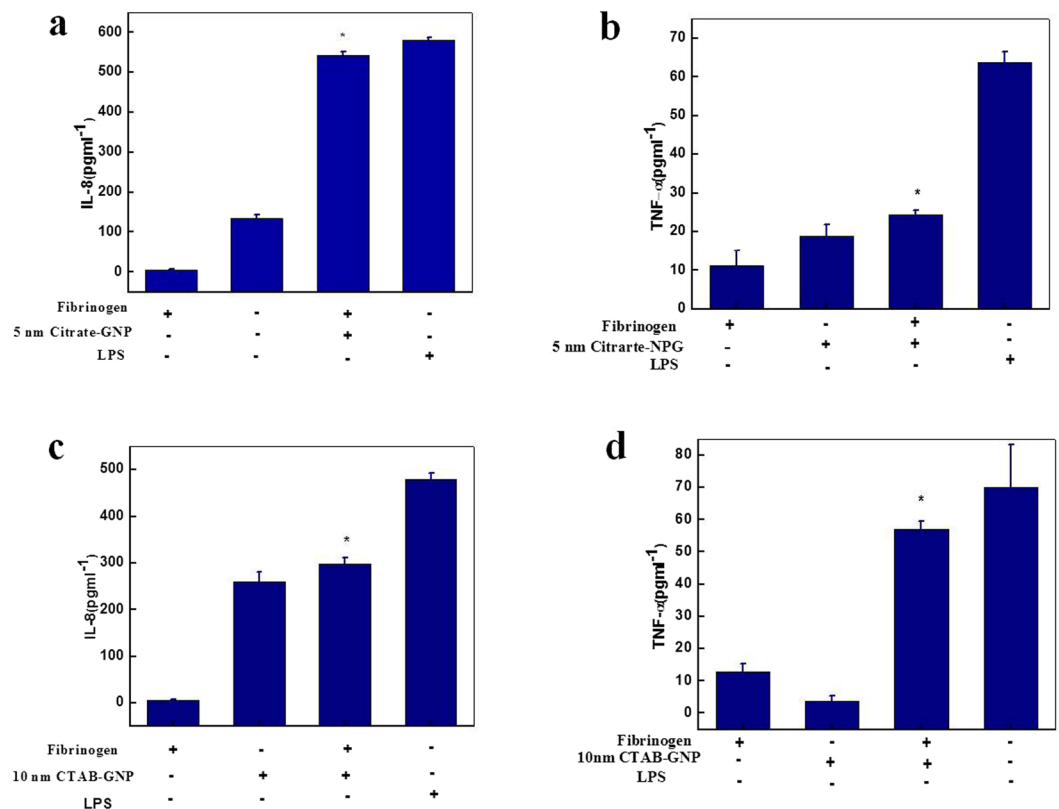 a
IL-8(pgml-1)
600
500
400
300
200
100
0
*
Fibrinogen + - + -
5 nm Citrate-GNP - - + -
LPS - - - +
b
TNF-α(pgml-1)
70
60
50
40
30
20
10
0
*
Fibrinogen + - + -
5 nm Citrarte-NPG - + + -
LPS - - - +
c
IL-8(pgml-1)
500
400
300
200
100
0
*
Fibrinogen + - + -
10 nm CTAB-GNP - + + -
LPS - - - +
d
TNF-α(pgml-1)
80
70
60
50
40
30
20
10
0
*
Fibrinogen + - + -
10nm CTAB-GNP - + + -
LPS - - - -